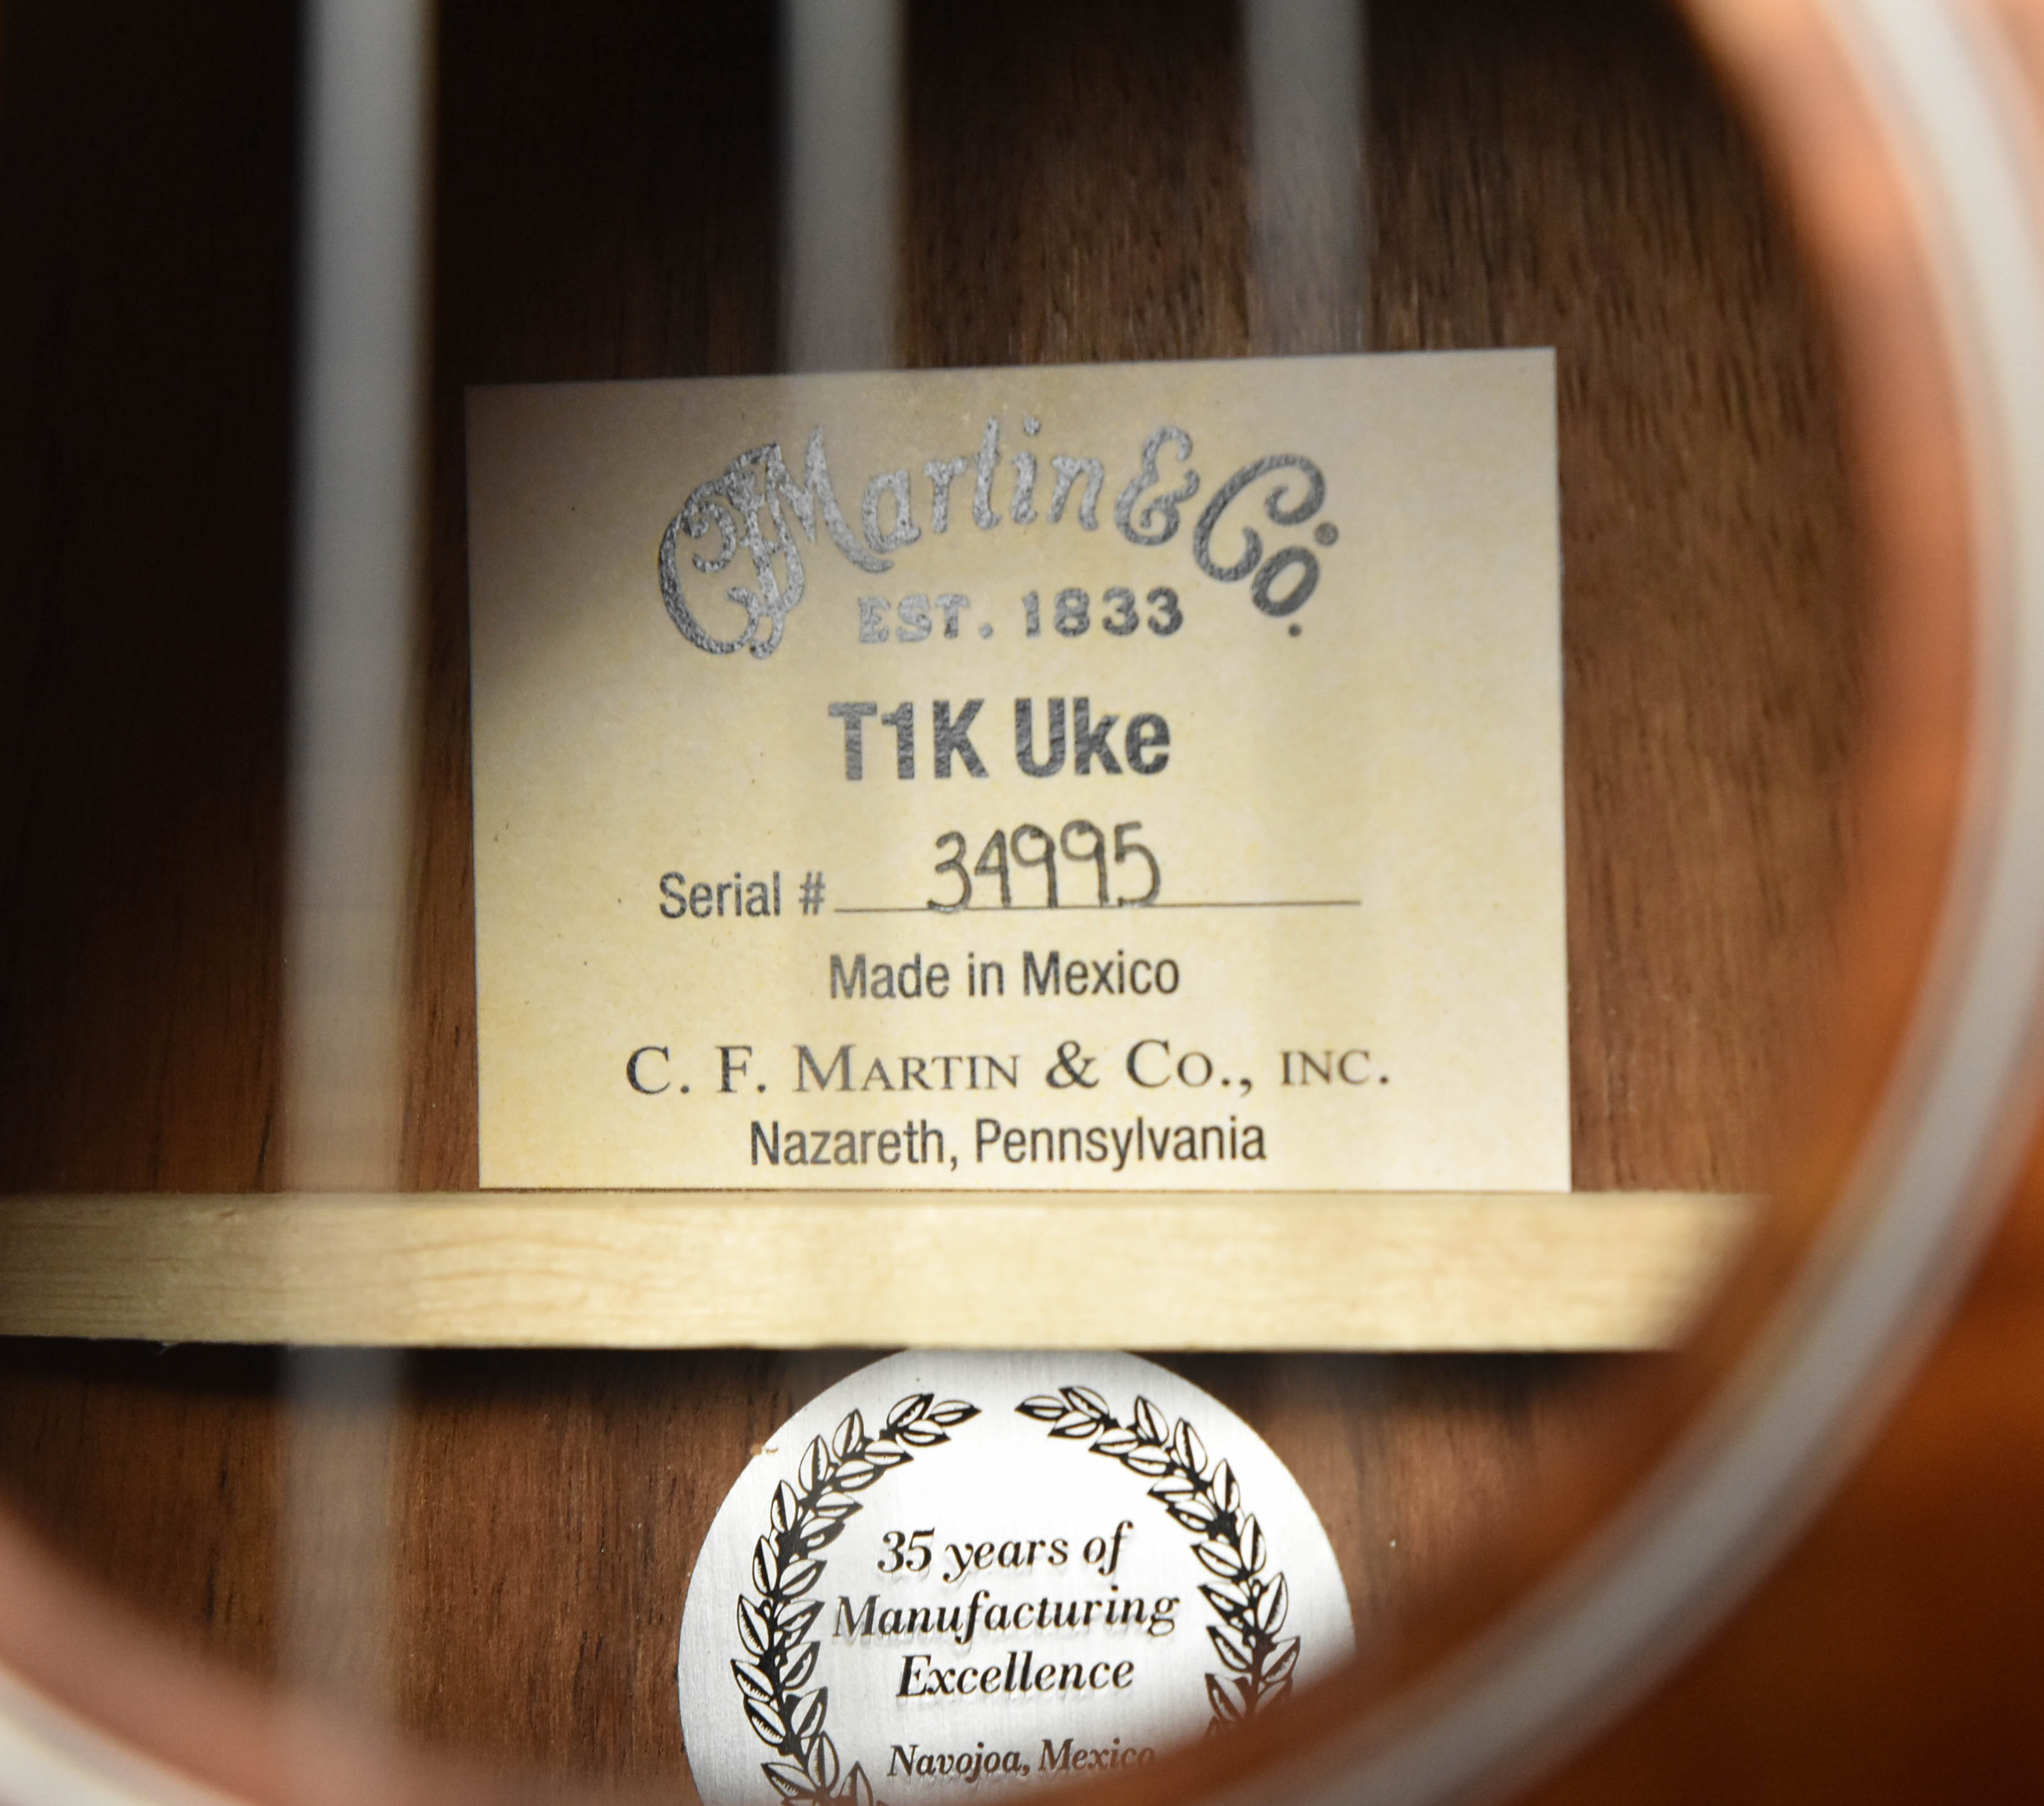 CFMartin & Co.
EST. 1833
T1K Uke
Serial # 34995
Made in Mexico
C. F. MARTIN & CO., INC.
Nazareth, Pennsylvania
35 years of
Manufacturing
Excellence
Navojoa, Mexico